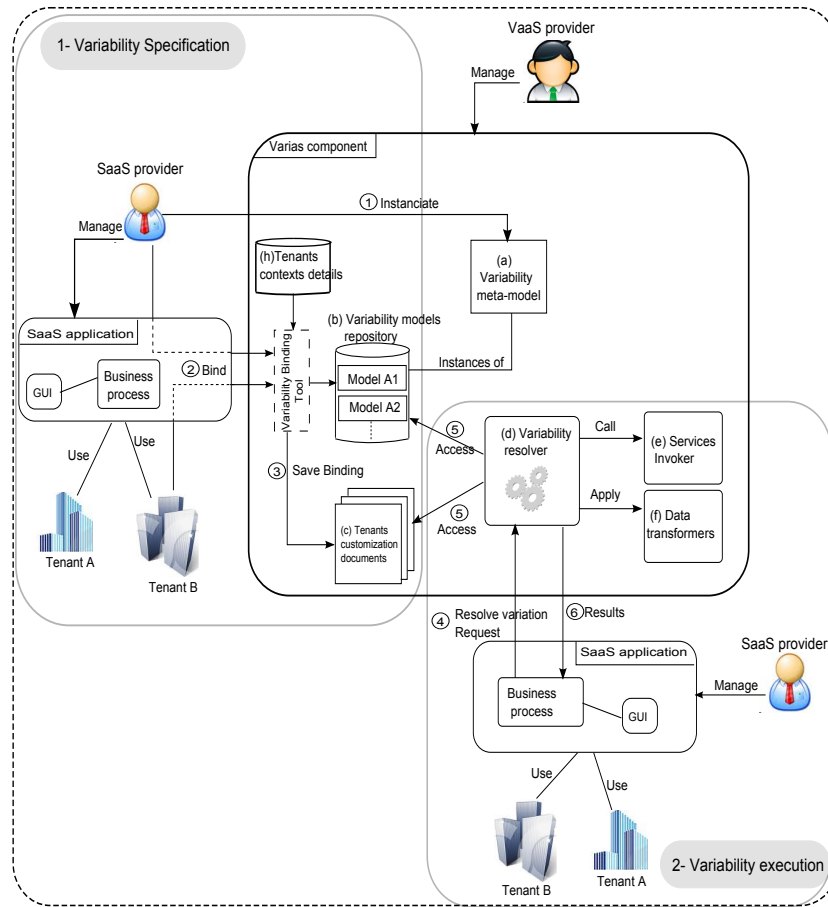 1- Variability Specification
VaaS provider
Manage
Varias component
SaaS provider
Manage
① Instanciate
(h)Tenants
contexts details
(a)
Variability
meta-model
SaaS application
GUI
Business
process
② Bind
Variability Binding
Tool
(b) Variability models
repository
Model A1
Model A2
Instances of
Use
Use
Tenant A
Tenant B
③ Save Binding
(c) Tenants
customization
documents
⑤
Access
⑤
Access
(d) Variability
resolver
Call
(e) Services
Invoker
Apply
(f) Data
transformers
④ Resolve variation
Request
⑥Results
SaaS application
SaaS provider
Manage
Business
process
GUI
Use
Use
Tenant B
Tenant A
2- Variability execution